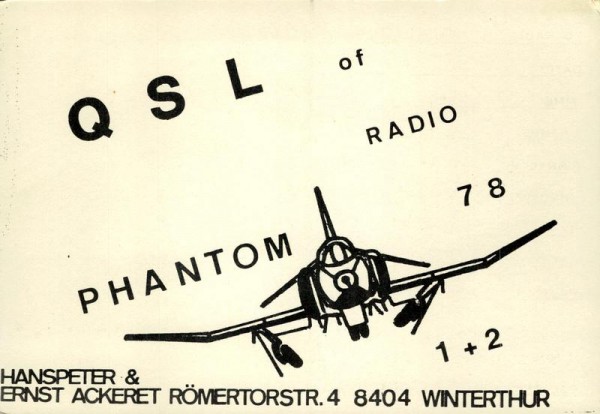 QSL of
RADIO
PHANTOM 78
1+2
HANSPETER &
ERNST ACKERET RÖMERTORSTR. 4 8404 WINTERTHUR